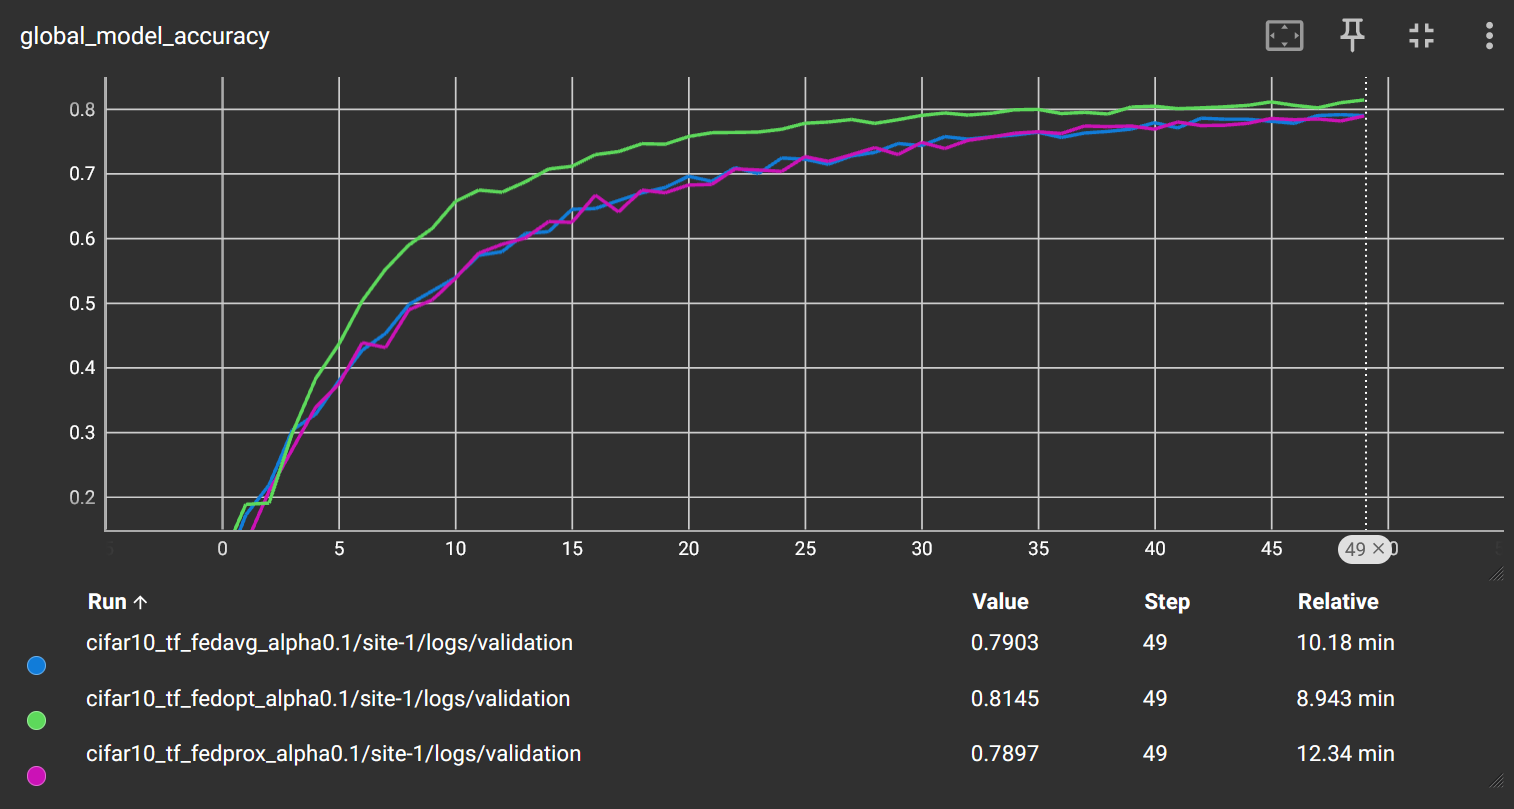 global_model_accuracy
0.8
0.7
0.6
0.5
0.4
0.3
0.2
0 5 10 15 20 25 30 35 40 45 49 × 0
Run ↑ Value Step Relative
cifar10_tf_fedavg_alpha0.1/site-1/logs/validation 0.7903 49 10.18 min
cifar10_tf_fedopt_alpha0.1/site-1/logs/validation 0.8145 49 8.943 min
cifar10_tf_fedprox_alpha0.1/site-1/logs/validation 0.7897 49 12.34 min